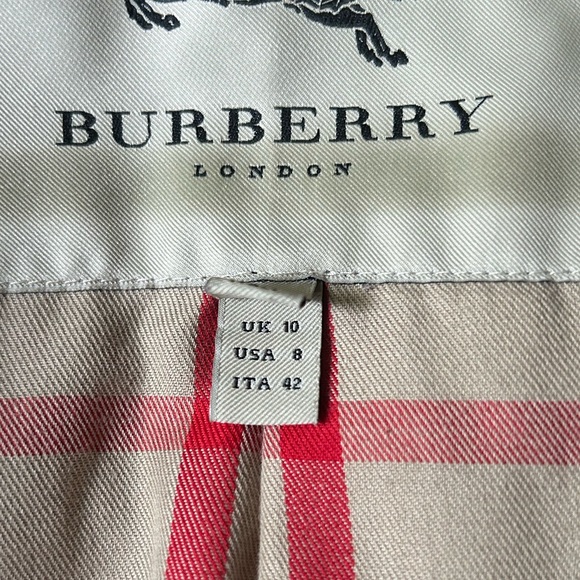 BURBERRY
LONDON
UK 10
USA 8
ITA 42